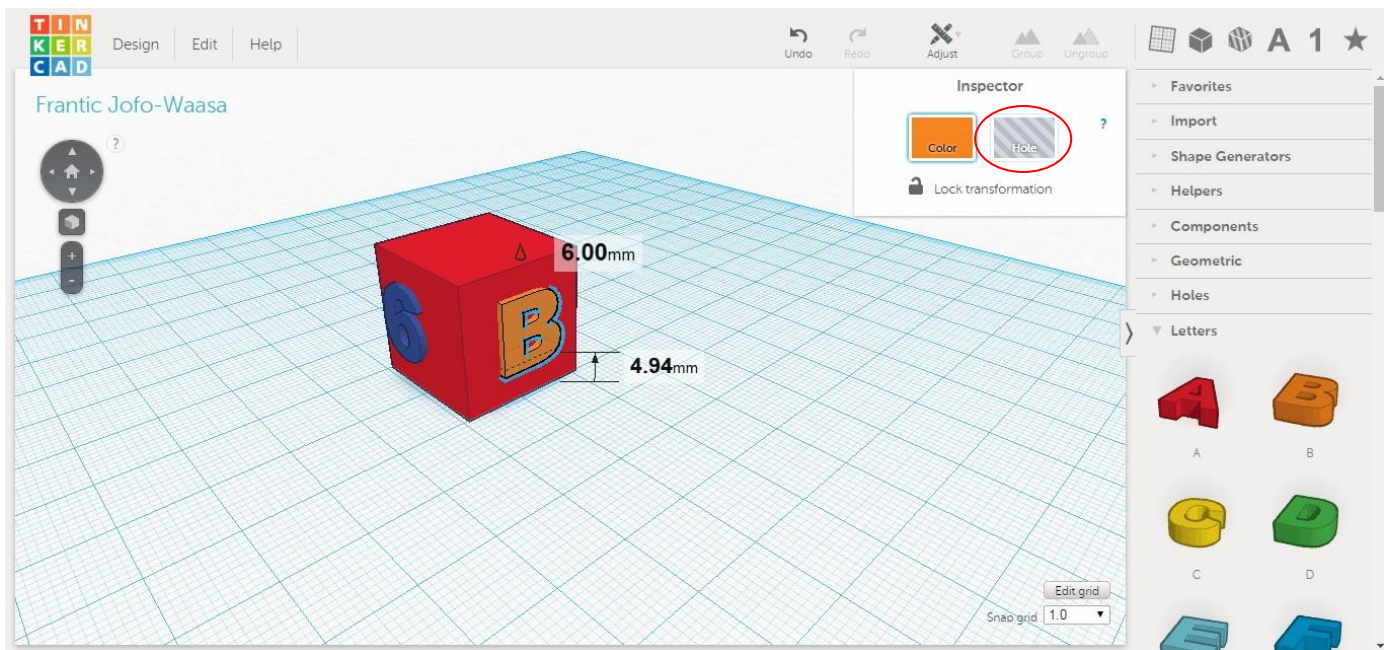 TIN
KER
CAD
Design Edit Help
Undo Redo Adjust Group Ungroup
A 1
Frantic Jofo-Waasa
?
Inspector
Color Hole ?
Lock transformation
6
B
6.00mm
4.94mm
+
-
Edit grid
Snap grid 1.0
Favorites
Import
Shape Generators
Helpers
Components
Geometric
Holes
Letters
A B
A B
C D
C D
E F